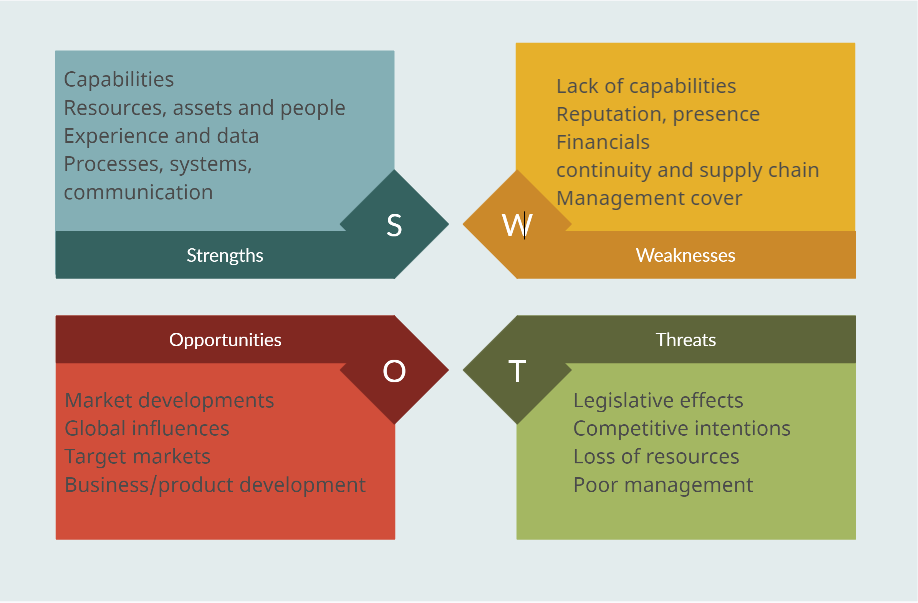 Capabilities
Resources, assets and people
Experience and data
Processes, systems,
communication
S
Strengths
Lack of capabilities
Reputation, presence
Financials
continuity and supply chain
Management cover
W
Weaknesses
Opportunities
O
Market developments
Global influences
Target markets
Business/product development
Threats
T
Legislative effects
Competitive intentions
Loss of resources
Poor management